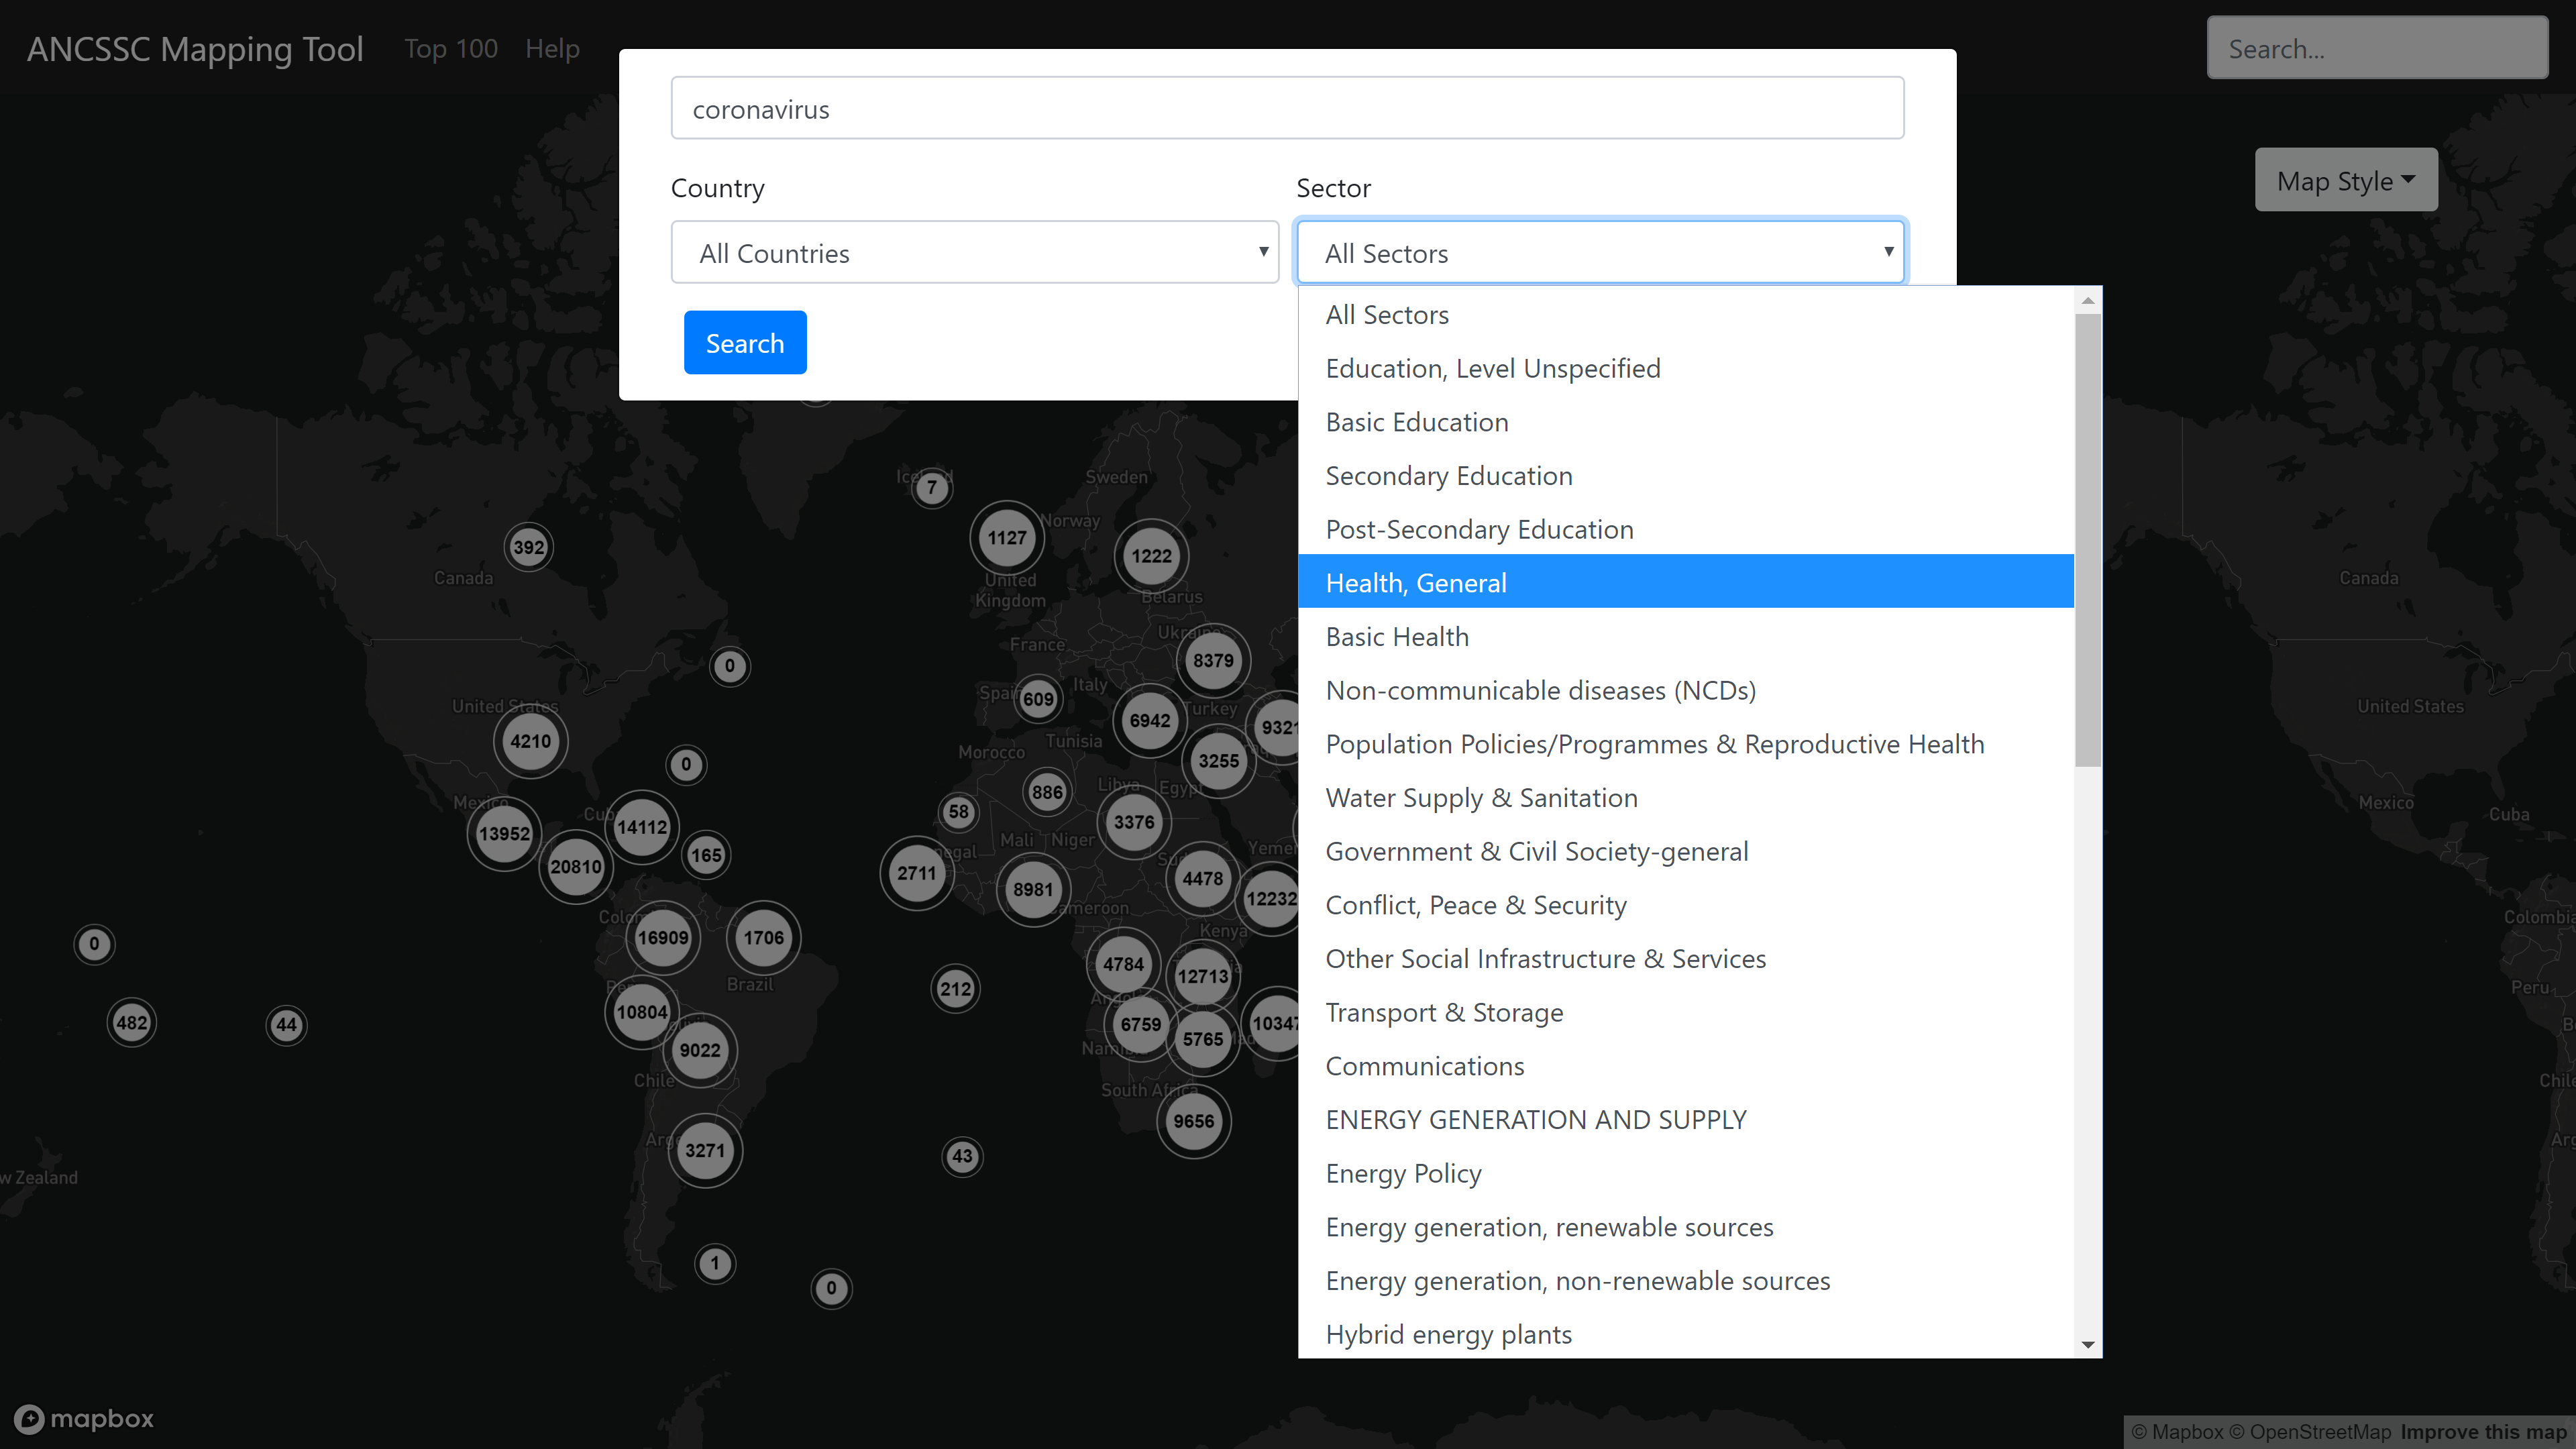 ANCSSC Mapping Tool
Top 100
Help
Search...
coronavirus
Country
Sector
All Countries
All Sectors
Search
Map Style
All Sectors
Education, Level Unspecified
Basic Education
Secondary Education
Post-Secondary Education
Health, General
Basic Health
Non-communicable diseases (NCDs)
Population Policies/Programmes & Reproductive Health
Water Supply & Sanitation
Government & Civil Society-general
Conflict, Peace & Security
Other Social Infrastructure & Services
Transport & Storage
Communications
ENERGY GENERATION AND SUPPLY
Energy Policy
Energy generation, renewable sources
Energy generation, non-renewable sources
Hybrid energy plants
Sweden
7
1127
Norway
1222
392
Canada
United
Kingdom
Belarus
Canada
France
8379
0
Italy
609
United States
6942
Turkey
9321
United States
4210
Morocco
Tunisia
3255
0
886
Libya
Mexico
58
3376
Mexico
Cuba
13952
14112
165
20810
Mali
Niger
2711
8981
4478
12232
16909
1706
Kenya
Colombia
0
4784
12713
Brazil
212
Peru
10804
482
44
6759
5765
10347
9022
Chile
South Africa
9656
3271
43
Zealand
1
0
mapbox
© Mapbox © OpenStreetMap Improve this map